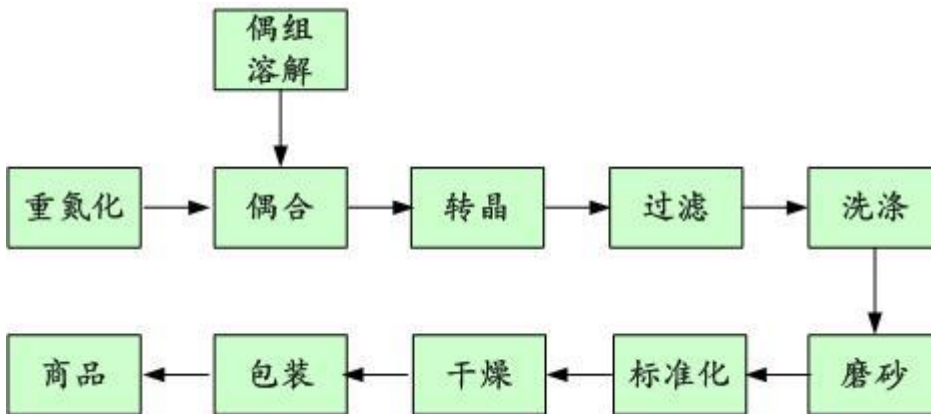 偶组
溶解
重氮化
偶合
转晶
过滤
洗涤
商品
包装
干燥
标准化
磨砂